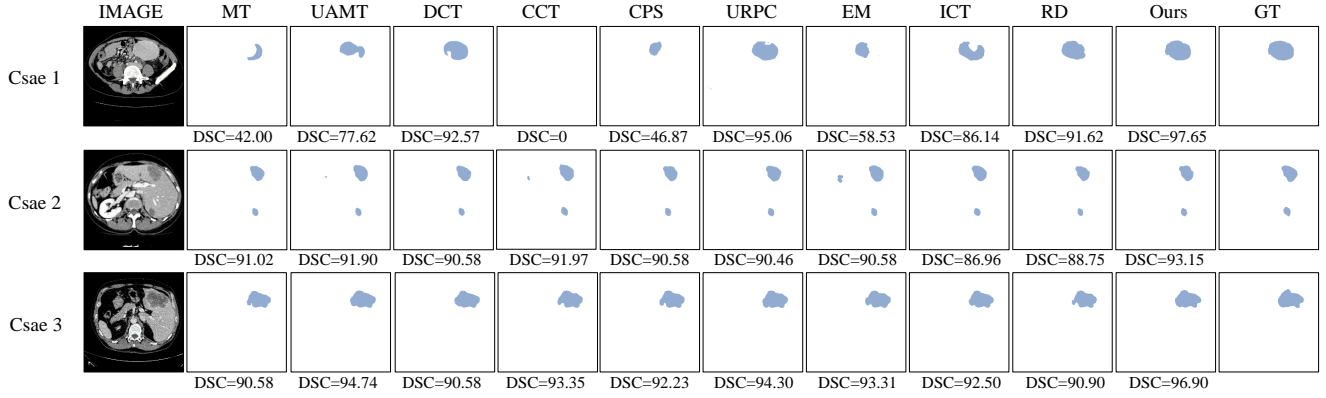 IMAGE MT UAMT DCT CCT CPS URPC EM ICT RD Ours GT
Csae 1
DSC=42.00 DSC=77.62 DSC=92.57 DSC=0 DSC=46.87 DSC=95.06 DSC=58.53 DSC=86.14 DSC=91.62 DSC=97.65
Csae 2
DSC=91.02 DSC=91.90 DSC=90.58 DSC=91.97 DSC=90.58 DSC=90.46 DSC=90.58 DSC=86.96 DSC=88.75 DSC=93.15
Csae 3
DSC=90.58 DSC=94.74 DSC=90.58 DSC=93.35 DSC=92.23 DSC=94.30 DSC=93.31 DSC=92.50 DSC=90.90 DSC=96.90